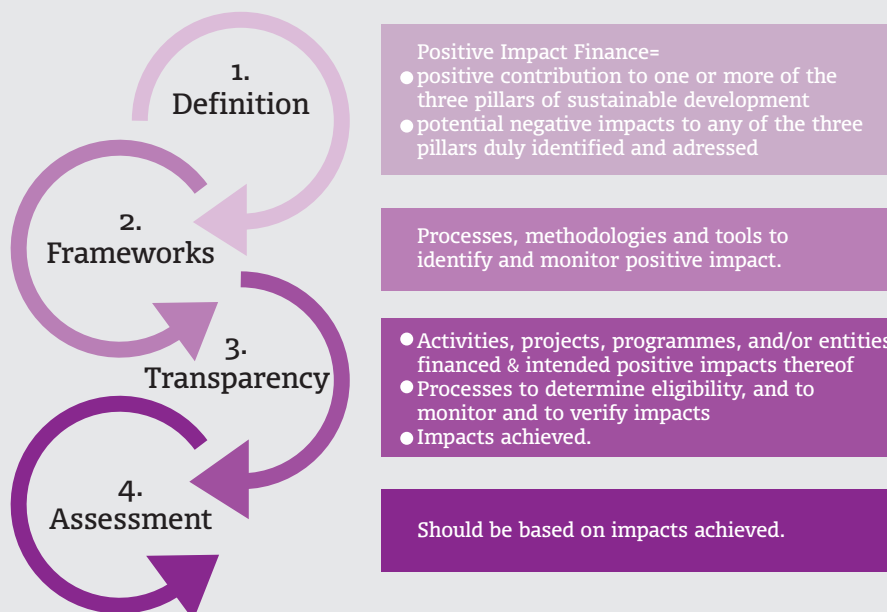 1.
Definition
Positive Impact Finance=
● positive contribution to one or more of the
three pillars of sustainable development
● potential negative impacts to any of the three
pillars duly identified and adressed
2.
Frameworks
Processes, methodologies and tools to
identify and monitor positive impact.
3.
Transparency
● Activities, projects, programmes, and/or entities
financed & intended positive impacts thereof
● Processes to determine eligibility, and to
monitor and to verify impacts
● Impacts achieved.
4.
Assessment
Should be based on impacts achieved.